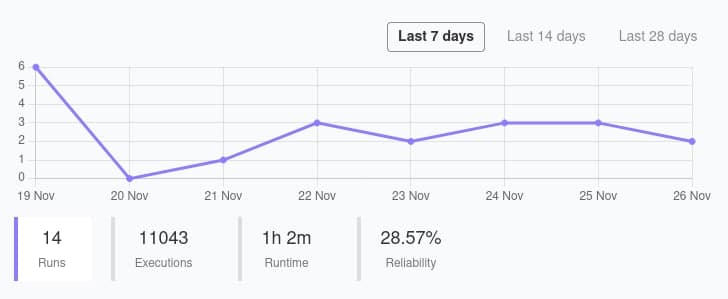 Last 7 days Last 14 days Last 28 days
6
5
4
3
2
1
0
19 Nov 20 Nov 21 Nov 22 Nov 23 Nov 24 Nov 25 Nov 26 Nov
14 11043 1h 2m 28.57%
Runs Executions Runtime Reliability